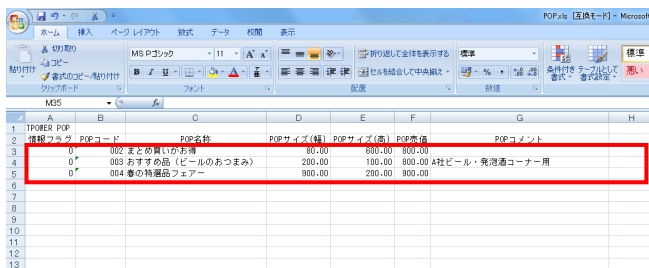 POP.xls [互換モード] - Microsoft
ホーム 挿入 ページ レイアウト 数式 データ 校閲 表示
切り取り
コピー
貼り付け 書式のコピー/貼り付け
MS Pゴシック 11 折り返して全体を表示する 標準
B I U セルを結合して中央揃え % ,
条件付き書式 テーブルとして書式設定 標準 悪い
クリップボード フォント 配置 数値
M35 fx
A B C D E F G H
1 TPOWER POP
2 情報フラグ POPコード POP名称 POPサイズ(幅) POPサイズ(高) POP売価 POPコメント
3 0 002 まとめ買いがお得 80.00 600.00 800.00
4 0 003 おすすめ品(ビールのおつまみ) 200.00 100.00 800.00 A社ビール・発泡酒コーナー用
5 0 004 春の特選品フェアー 900.00 200.00 900.00
6
7
8
9
10
11
12
13